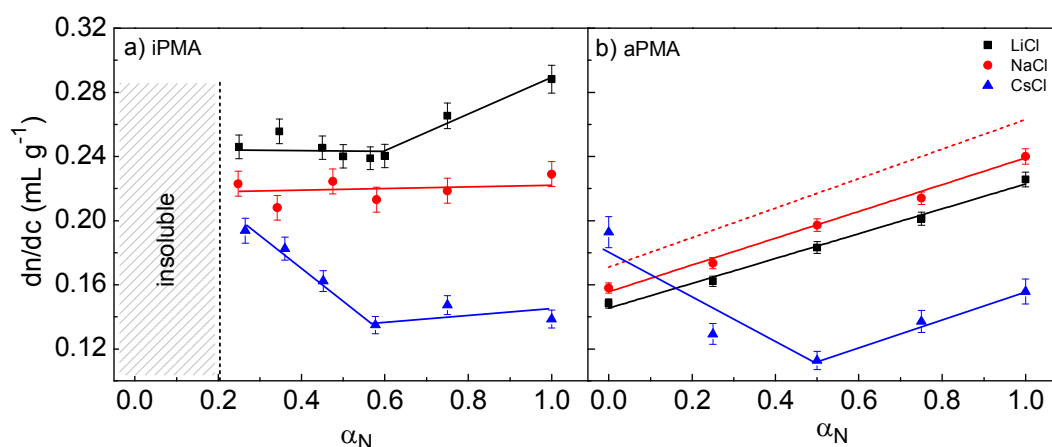 0.32
0.28
0.24
0.20
0.16
0.12
dn/dc (mL g⁻¹)
a) iPMA
insoluble
b) aPMA
LiCl
NaCl
CsCl
0.0 0.2 0.4 0.6 0.8 1.0
0.0 0.2 0.4 0.6 0.8 1.0
αN
αN